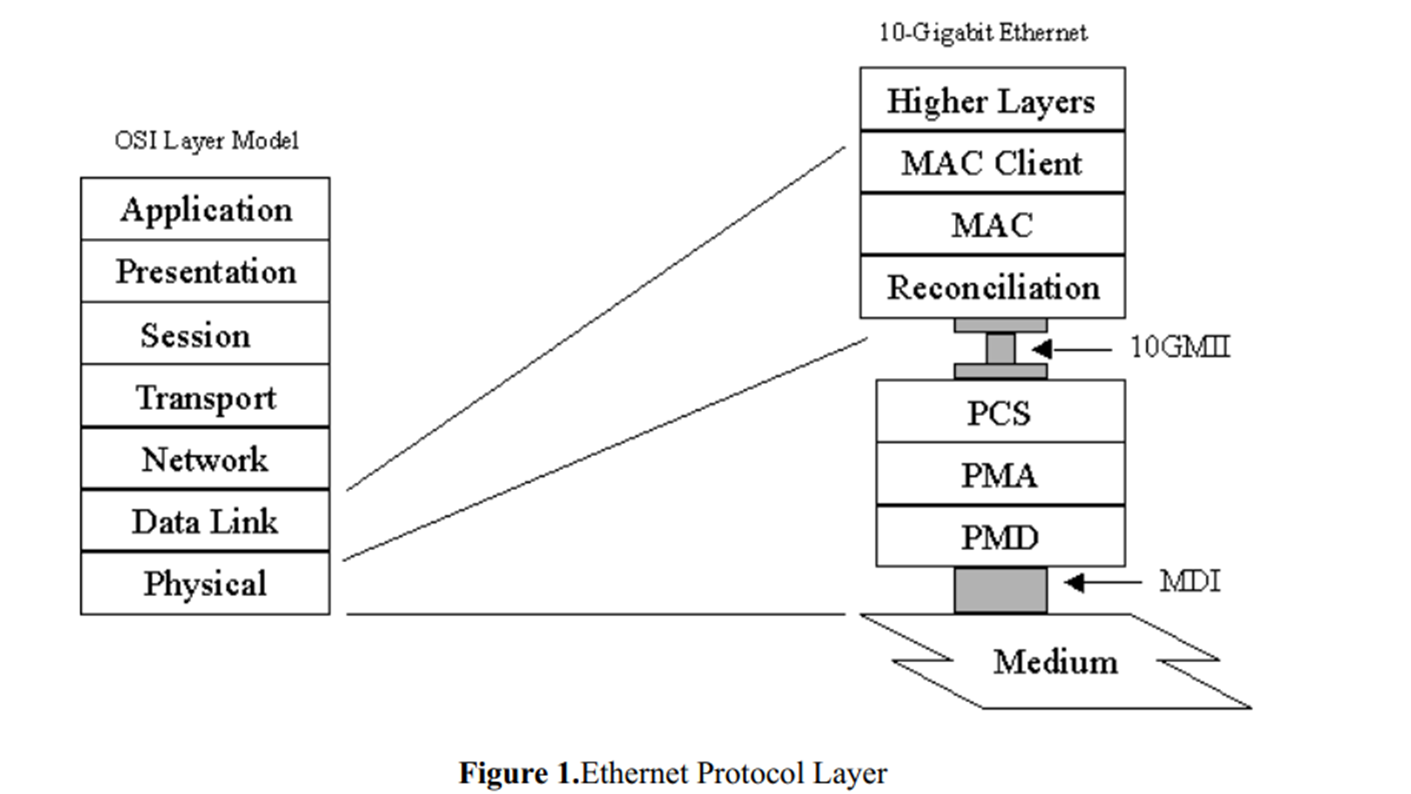 10-Gigabit Ethernet
Higher Layers
MAC Client
MAC
Reconciliation
10GMII
PCS
PMA
PMD
MDI
Medium
OSI Layer Model
Application
Presentation
Session
Transport
Network
Data Link
Physical
Figure 1.Ethernet Protocol Layer